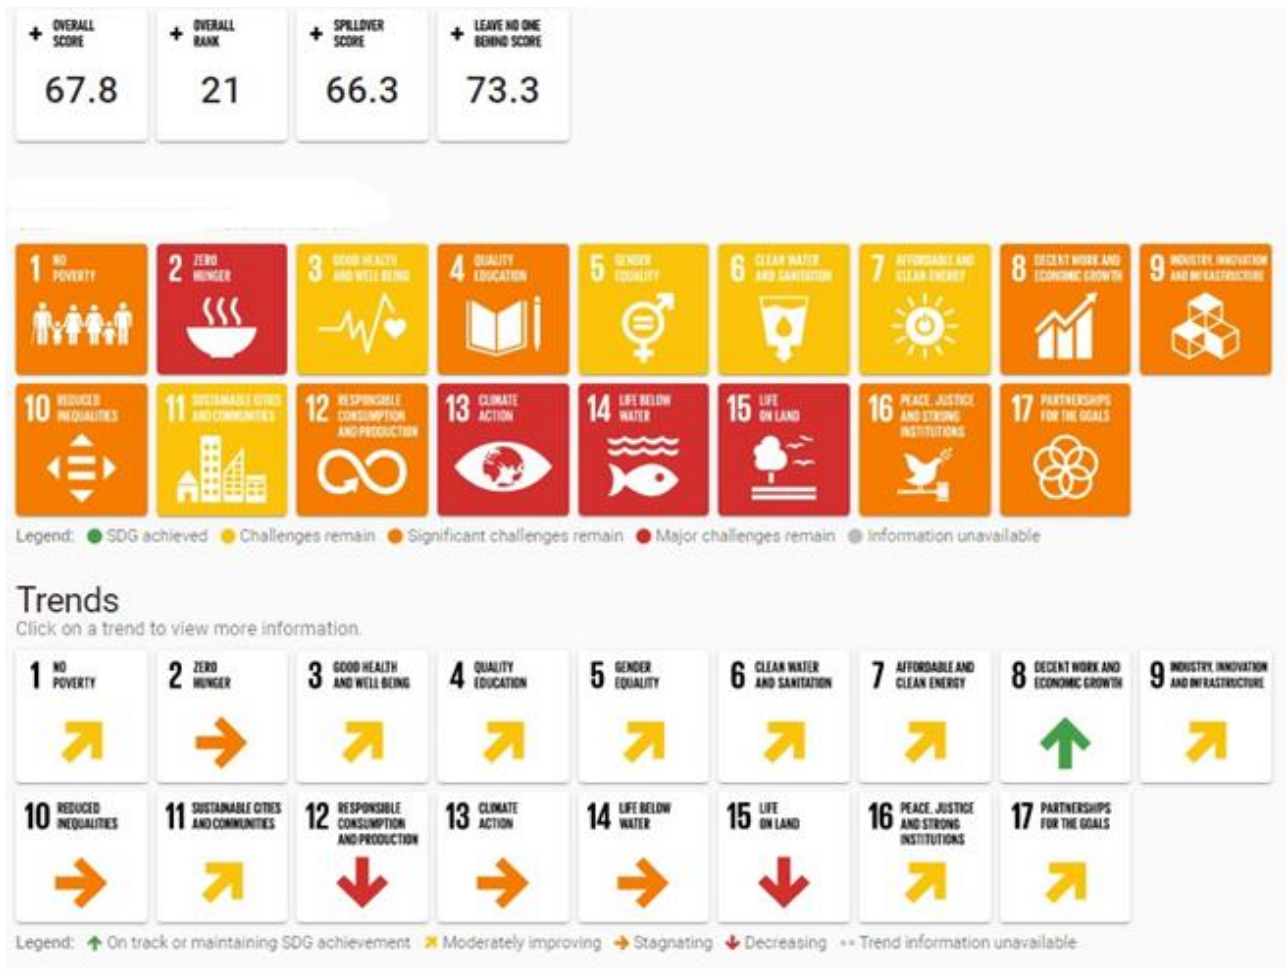 + OVERALL SCORE
67.8
+ OVERALL RANK
21
+ SPILLOVER SCORE
66.3
+ LEAVE NO ONE BEHIND SCORE
73.3
1 NO POVERTY
2 ZERO HUNGER
3 GOOD HEALTH AND WELL-BEING
4 QUALITY EDUCATION
5 GENDER EQUALITY
6 CLEAN WATER AND SANITATION
7 AFFORDABLE AND CLEAN ENERGY
8 DECENT WORK AND ECONOMIC GROWTH
9 INDUSTRY, INNOVATION AND INFRASTRUCTURE
10 REDUCED INEQUALITIES
11 SUSTAINABLE CITIES AND COMMUNITIES
12 RESPONSIBLE CONSUMPTION AND PRODUCTION
13 CLIMATE ACTION
14 LIFE BELOW WATER
15 LIFE ON LAND
16 PEACE, JUSTICE AND STRONG INSTITUTIONS
17 PARTNERSHIPS FOR THE GOALS
Legend: SDG achieved Challenges remain Significant challenges remain Major challenges remain Information unavailable
Trends
Click on a trend to view more information.
1 NO POVERTY
2 ZERO HUNGER
3 GOOD HEALTH AND WELL-BEING
4 QUALITY EDUCATION
5 GENDER EQUALITY
6 CLEAN WATER AND SANITATION
7 AFFORDABLE AND CLEAN ENERGY
8 DECENT WORK AND ECONOMIC GROWTH
9 INDUSTRY, INNOVATION AND INFRASTRUCTURE
10 REDUCED INEQUALITIES
11 SUSTAINABLE CITIES AND COMMUNITIES
12 RESPONSIBLE CONSUMPTION AND PRODUCTION
13 CLIMATE ACTION
14 LIFE BELOW WATER
15 LIFE ON LAND
16 PEACE, JUSTICE AND STRONG INSTITUTIONS
17 PARTNERSHIPS FOR THE GOALS
Legend: On track or maintaining SDG achievement Moderately improving Stagnating Decreasing •• Trend information unavailable